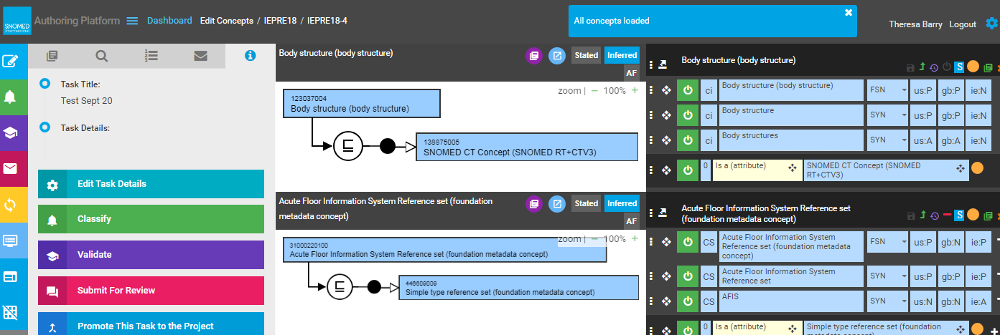 SNOMED
International
Authoring Platform
Dashboard
Edit Concepts / IEPRE18 / IEPRE18-4
All concepts loaded
Theresa Barry
Logout
Task Title:
Test Sept 20
Task Details:
Edit Task Details
Classify
Validate
Submit For Review
Promote This Task to the Project
Body structure (body structure)
Stated
Inferred
AF
zoom | − 100% +
123037004
Body structure (body structure)
⊑
138875005
SNOMED CT Concept (SNOMED RT+CTV3)
Acute Floor Information System Reference set (foundation
metadata concept)
Stated
Inferred
AF
zoom | − 100% +
31000220100
Acute Floor Information System Reference set (foundation metadata concept)
⊑
446609009
Simple type reference set (foundation metadata concept)
Body structure (body structure)
S
ci Body structure (body structure) FSN us:P gb:P ie:N
ci Body structure SYN us:P gb:P ie:N
ci Body structures SYN us:A gb:A ie:N
0 Is a (attribute) SNOMED CT Concept (SNOMED
RT+CTV3)
Acute Floor Information System Reference set
(foundation metadata concept)
S
CS Acute Floor Information System FSN us:P gb:P ie:P
Reference set (foundation metadata
concept)
CS Acute Floor Information System SYN us:P gb:P ie:P
Reference set
CS AFIS SYN us:N gb:N ie:A
0 Is a (attribute) Simple type reference set (foundation
metadata concept)